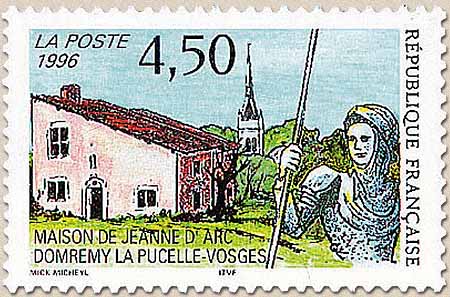 LA POSTE
1996
4,50
RÉPUBLIQUE FRANÇAISE
MAISON DE JEANNE D'ARC
DOMREMY LA PUCELLE-VOSGES
MICK MICHEYL
ITVF